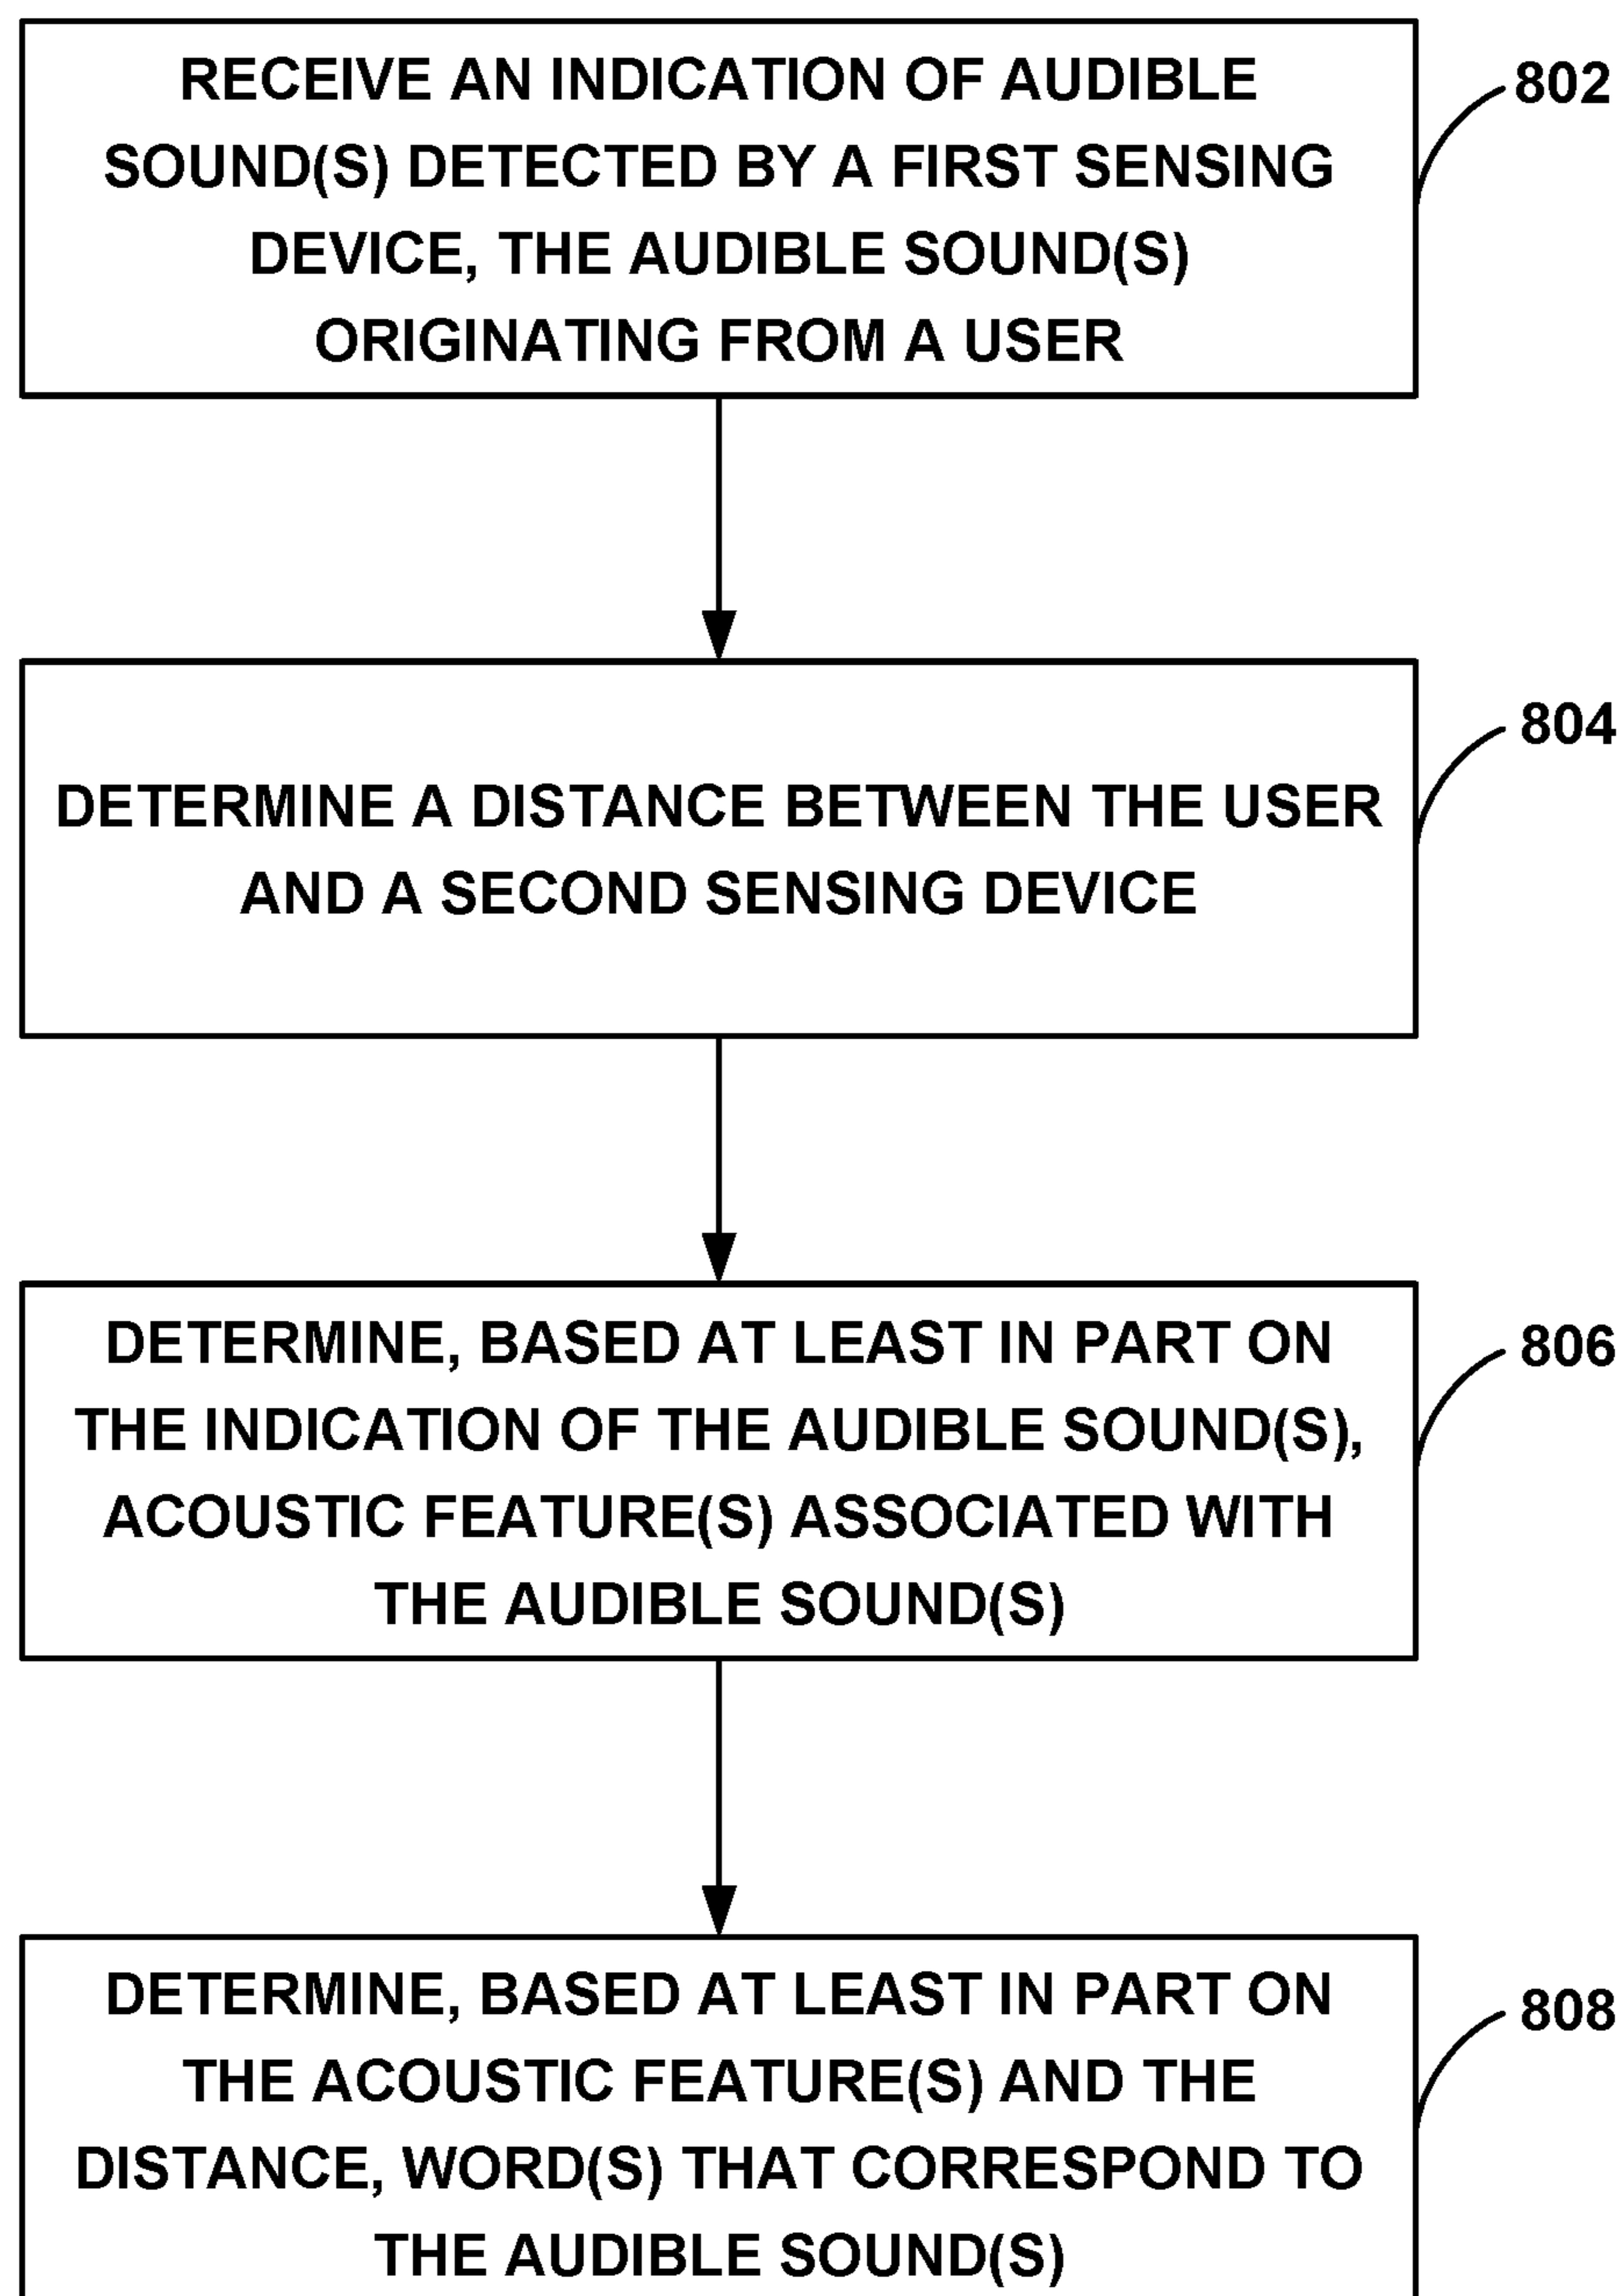 RECEIVE AN INDICATION OF AUDIBLE
SOUND(S) DETECTED BY A FIRST SENSING
DEVICE, THE AUDIBLE SOUND(S)
ORIGINATING FROM A USER
802
DETERMINE A DISTANCE BETWEEN THE USER
AND A SECOND SENSING DEVICE
804
DETERMINE, BASED AT LEAST IN PART ON
THE INDICATION OF THE AUDIBLE SOUND(S),
ACOUSTIC FEATURE(S) ASSOCIATED WITH
THE AUDIBLE SOUND(S)
806
DETERMINE, BASED AT LEAST IN PART ON
THE ACOUSTIC FEATURE(S) AND THE
DISTANCE, WORD(S) THAT CORRESPOND TO
THE AUDIBLE SOUND(S)
808